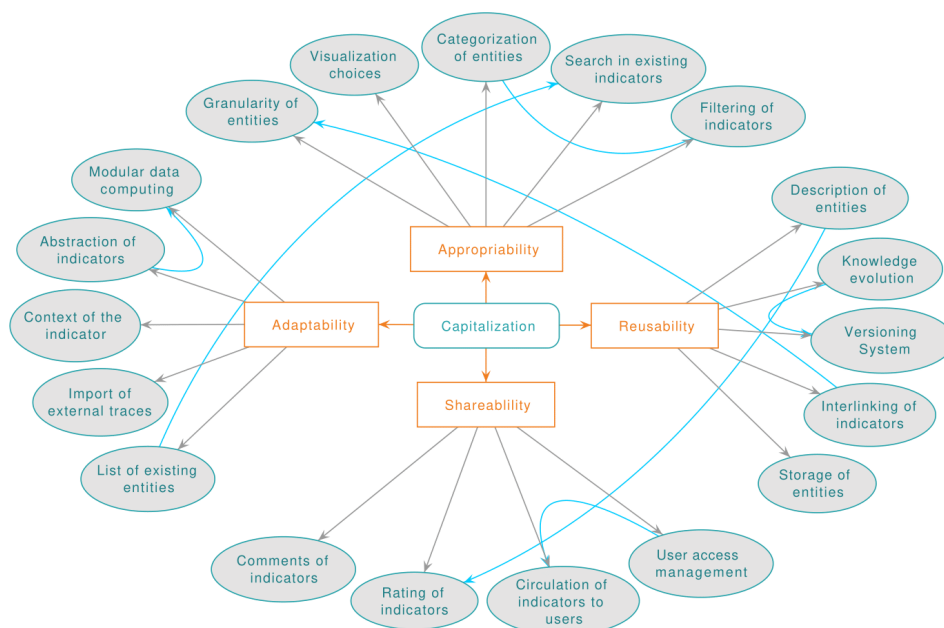 Categorization
of entities
Visualization
choices
Search in existing
indicators
Granularity of
entities
Filtering of
indicators
Modular data
computing
Description of
entities
Abstraction of
indicators
Appropriability
Knowledge
evolution
Context of the
indicator
Adaptability
Capitalization
Reusability
Versioning
System
Import of
external traces
Shareablility
Interlinking of
indicators
List of existing
entities
Storage of
entities
Comments of
indicators
Rating of
indicators
Circulation of
indicators to
users
User access
management